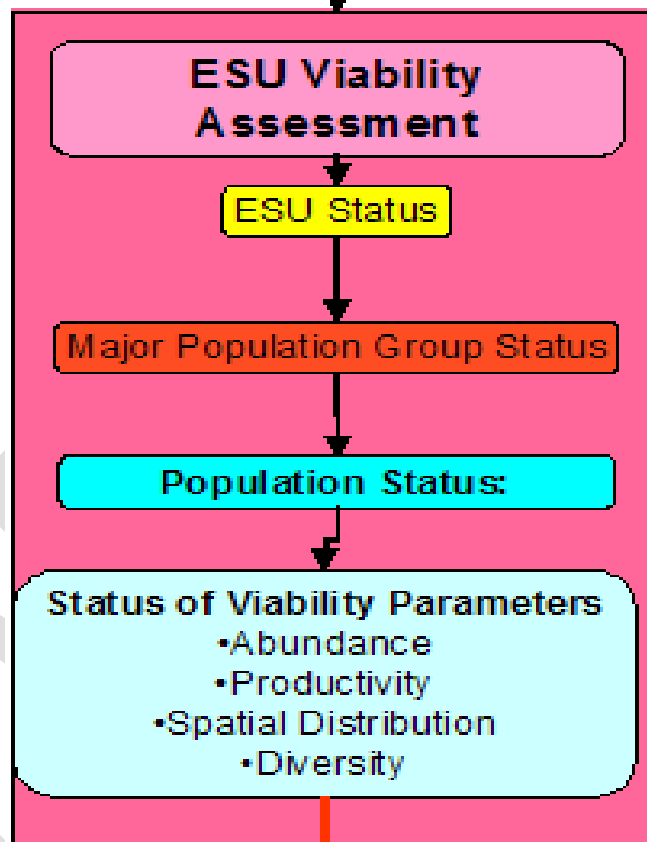 ESU Viability
Assessment
ESU Status
Major Population Group Status
Population Status:
Status of Viability Parameters
•Abundance
•Productivity
•Spatial Distribution
•Diversity